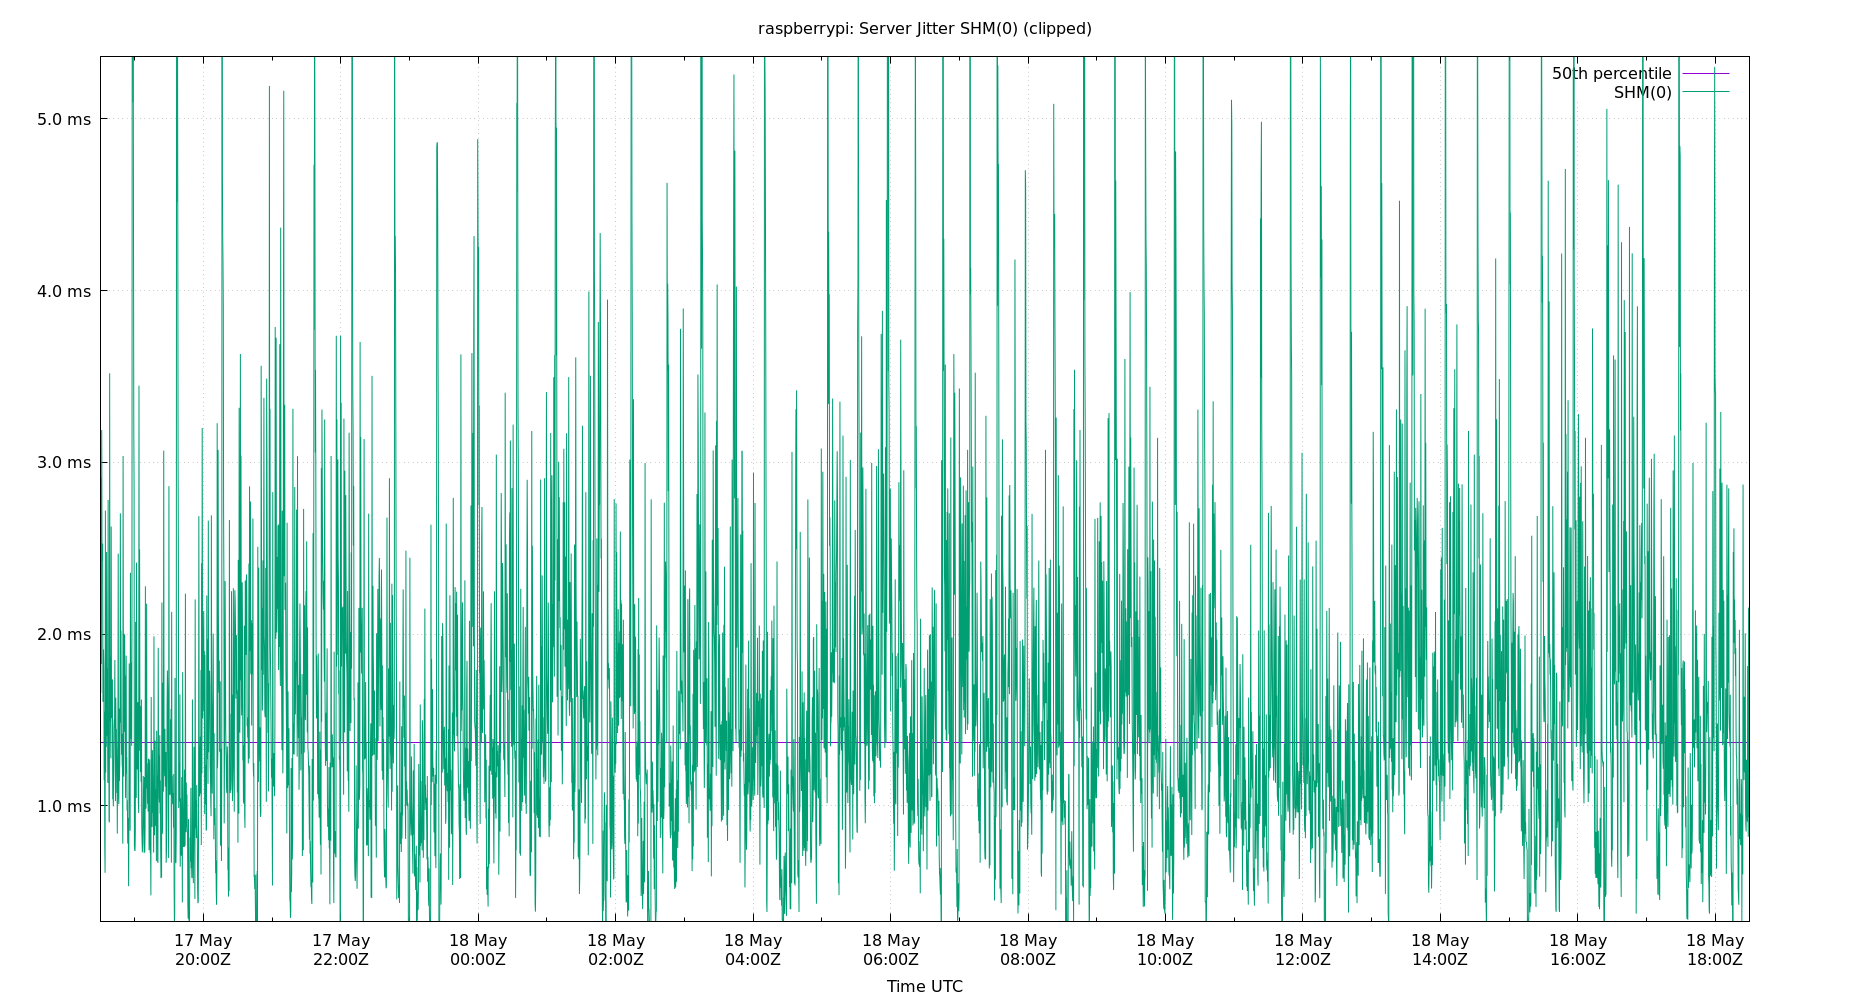 raspberrypi: Server Jitter SHM(0) (clipped)
50th percentile
SHM(0)
5.0 ms
4.0 ms
3.0 ms
2.0 ms
1.0 ms
17 May 17 May 18 May 18 May 18 May 18 May 18 May 18 May 18 May 18 May 18 May 18 May
20:00Z 22:00Z 00:00Z 02:00Z 04:00Z 06:00Z 08:00Z 10:00Z 12:00Z 14:00Z 16:00Z 18:00Z
Time UTC